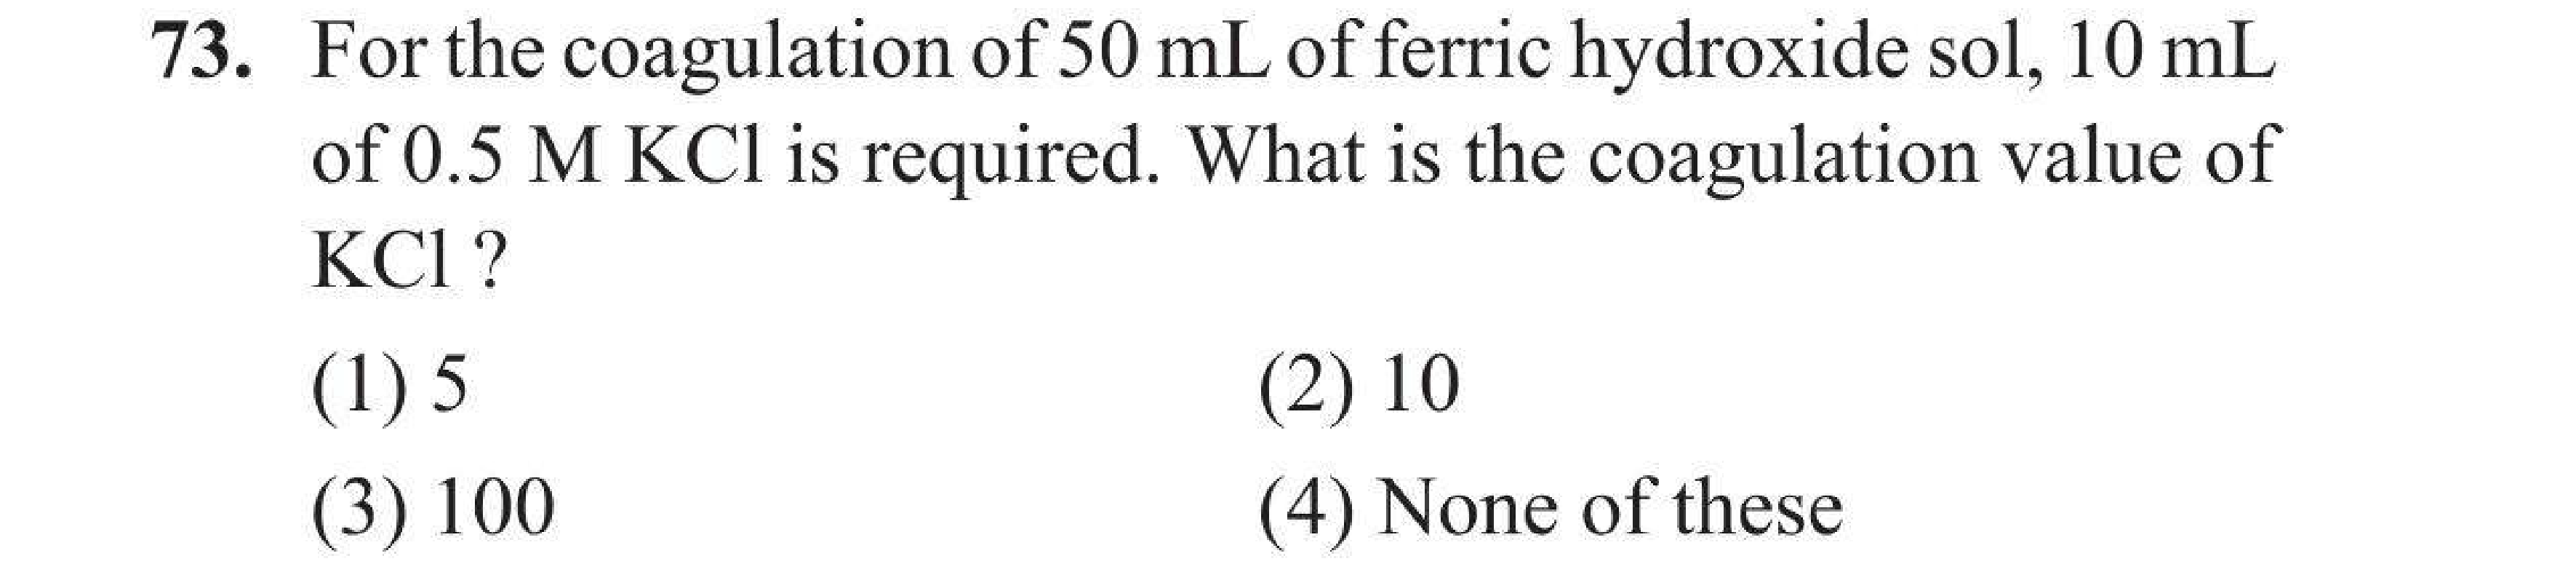 73. For the coagulation of 50 mL of ferric hydroxide sol, 10 mL
of 0.5 M KCl is required. What is the coagulation value of
KCl ?
(1) 5 (2) 10
(3) 100 (4) None of these